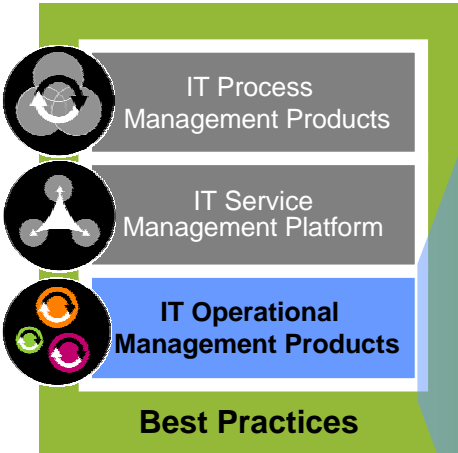 IT Process
Management Products
IT Service
Management Platform
IT Operational
Management Products
Best Practices